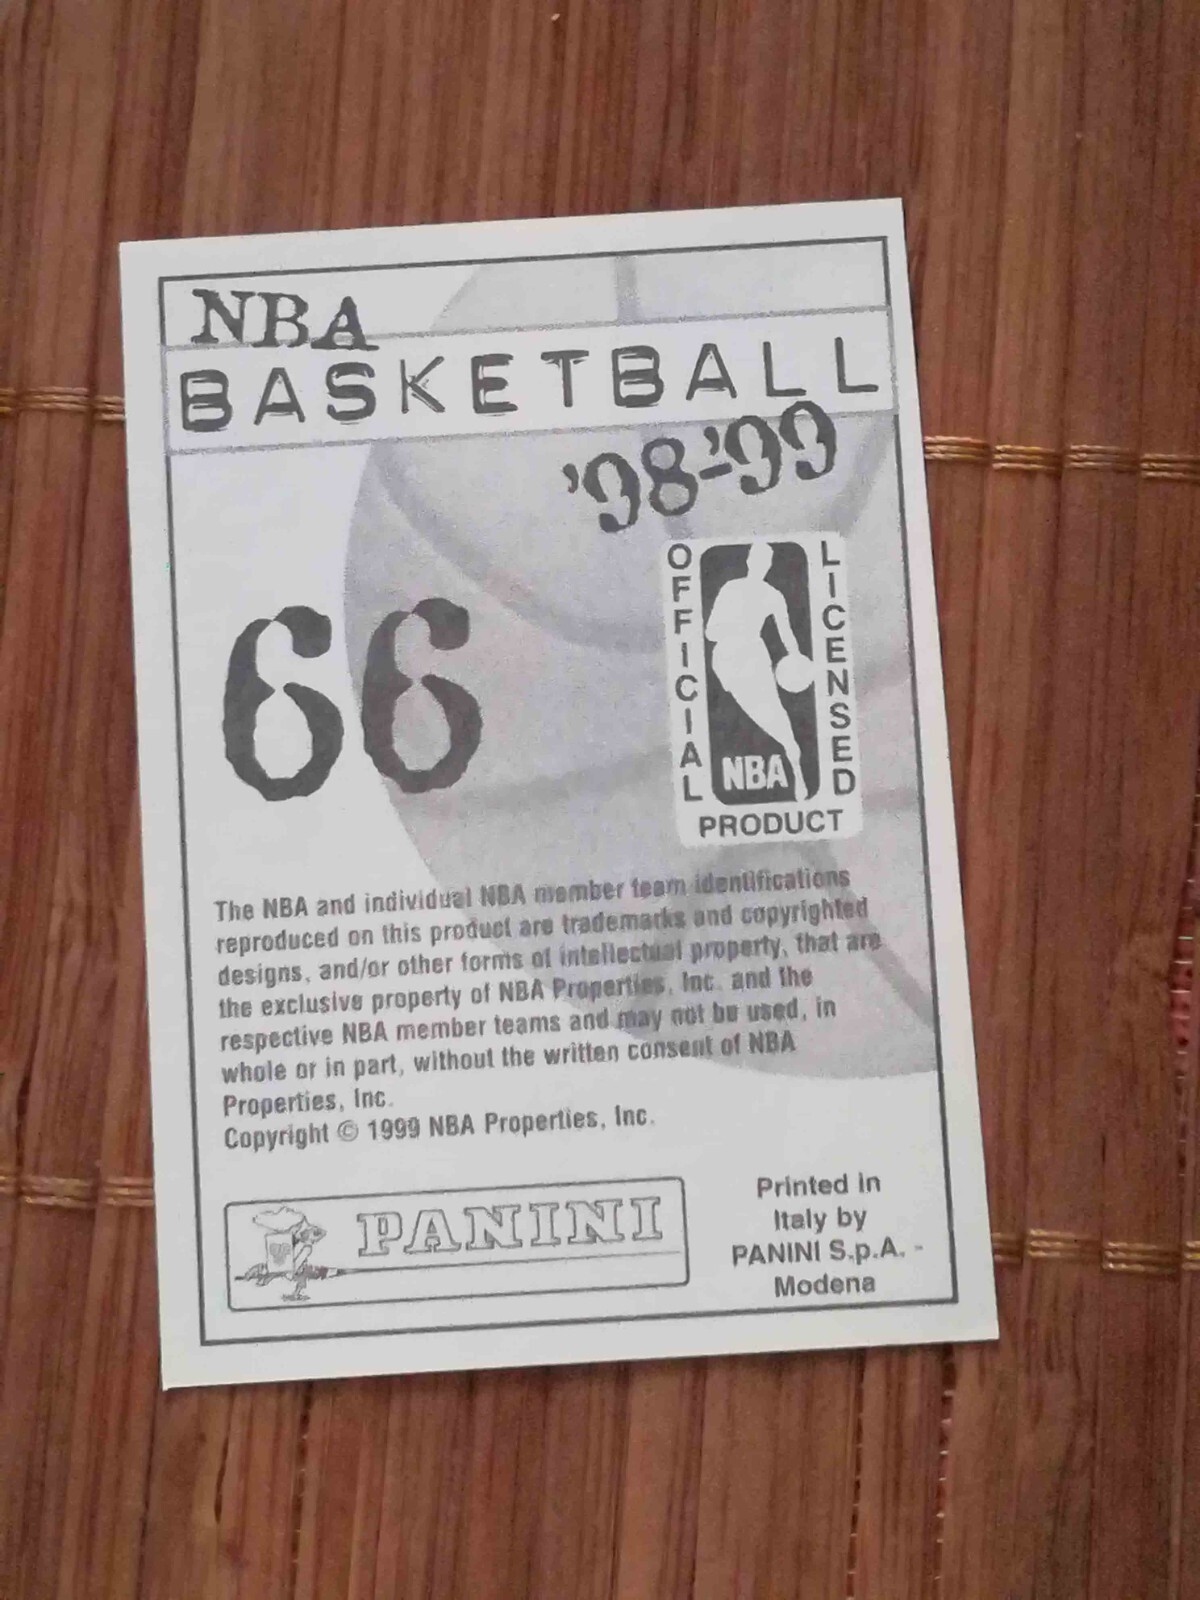 NBA
BASKETBALL
'98-'99
66
OFFICIAL
LICENSED
NBA
PRODUCT
The NBA and individual NBA member team identifications
reproduced on this product are trademarks and copyrighted
designs, and/or other forms of intellectual property, that are
the exclusive property of NBA Properties, Inc. and the
respective NBA member teams and may not be used, in
whole or in part, without the written consent of NBA
Properties, Inc.
Copyright © 1999 NBA Properties, Inc.
PANINI
Printed in
Italy by
PANINI S.p.A. -
Modena